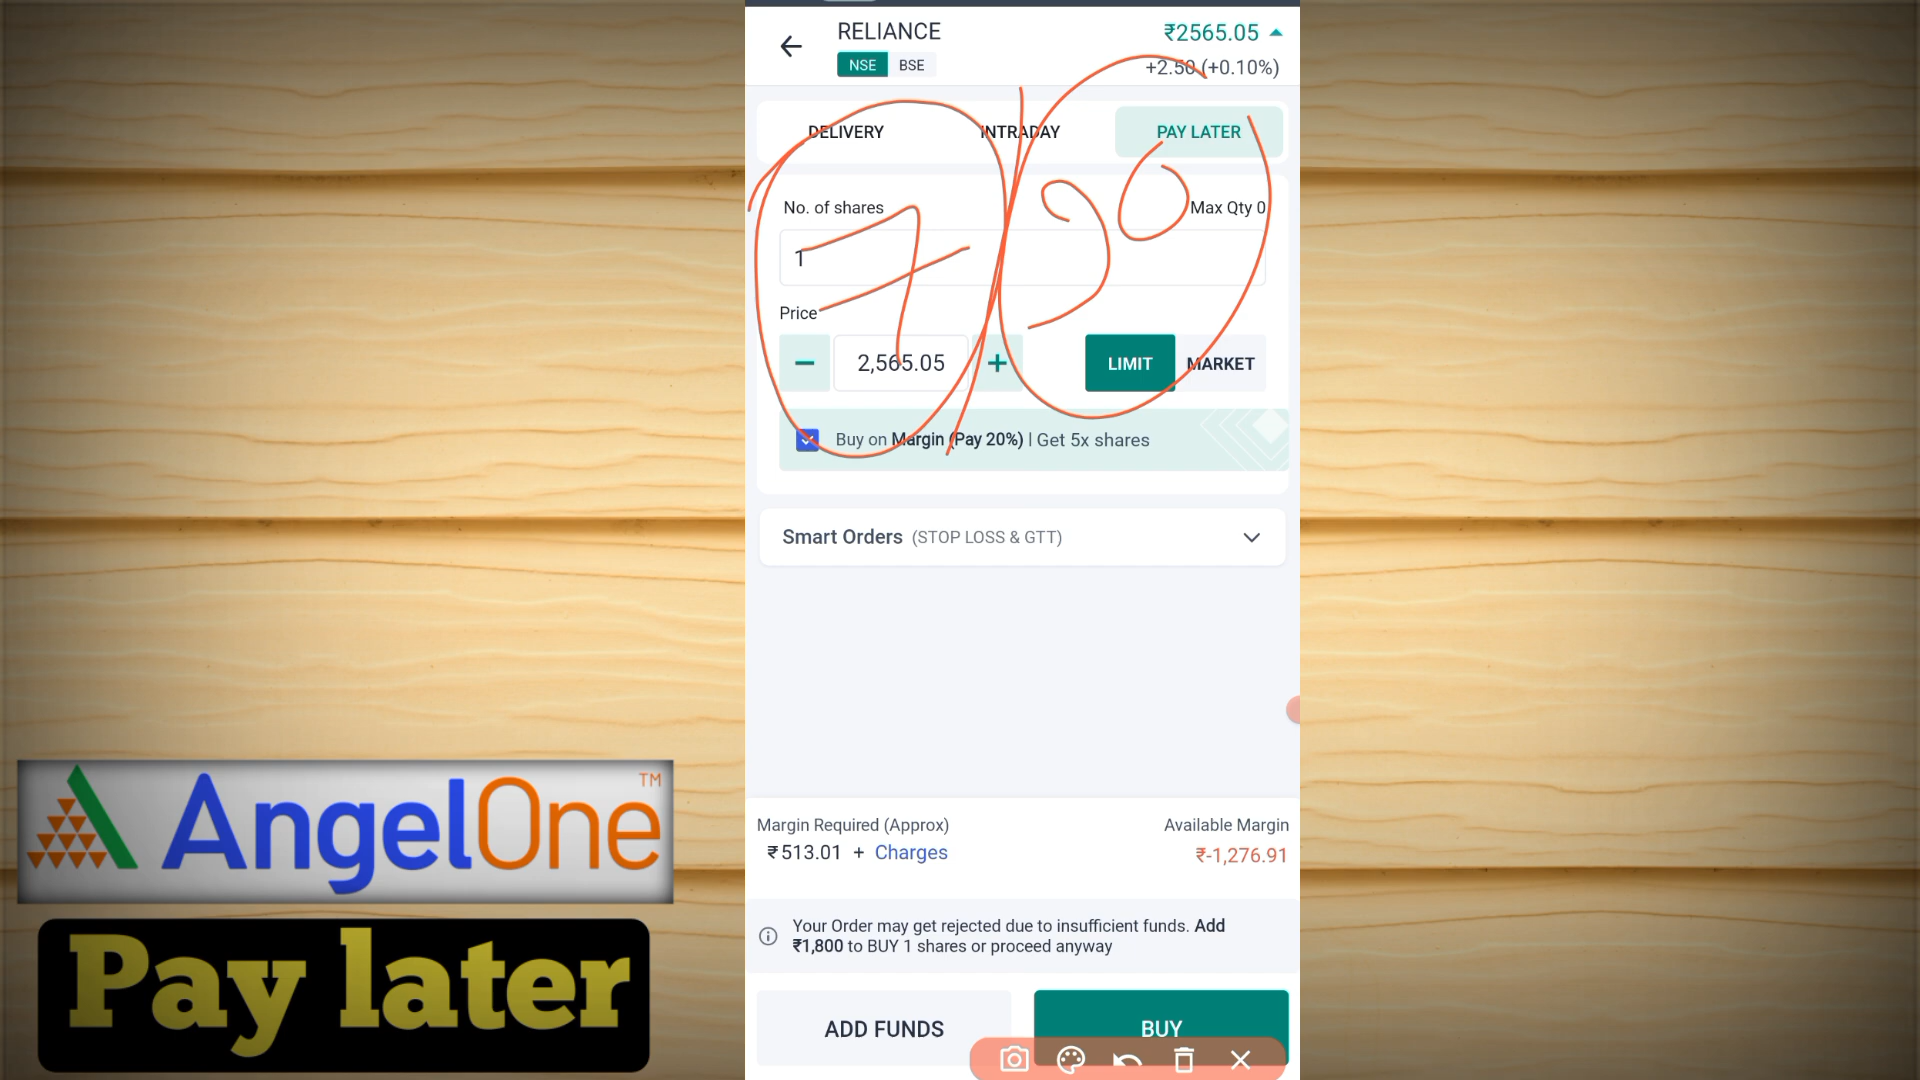 RELIANCE
₹2565.05
NSE BSE
+2.50 (+0.10%)
DELIVERY INTRADAY PAY LATER
No. of shares
Max Qty 0
1
Price
2,565.05
LIMIT MARKET
Buy on Margin (Pay 20%) | Get 5x shares
Smart Orders (STOP LOSS & GTT)
Margin Required (Approx)
Available Margin
₹513.01 + Charges
₹-1,276.91
Your Order may get rejected due to insufficient funds. Add
₹1,800 to BUY 1 shares or proceed anyway
ADD FUNDS
BUY
AngelOne TM
Pay later